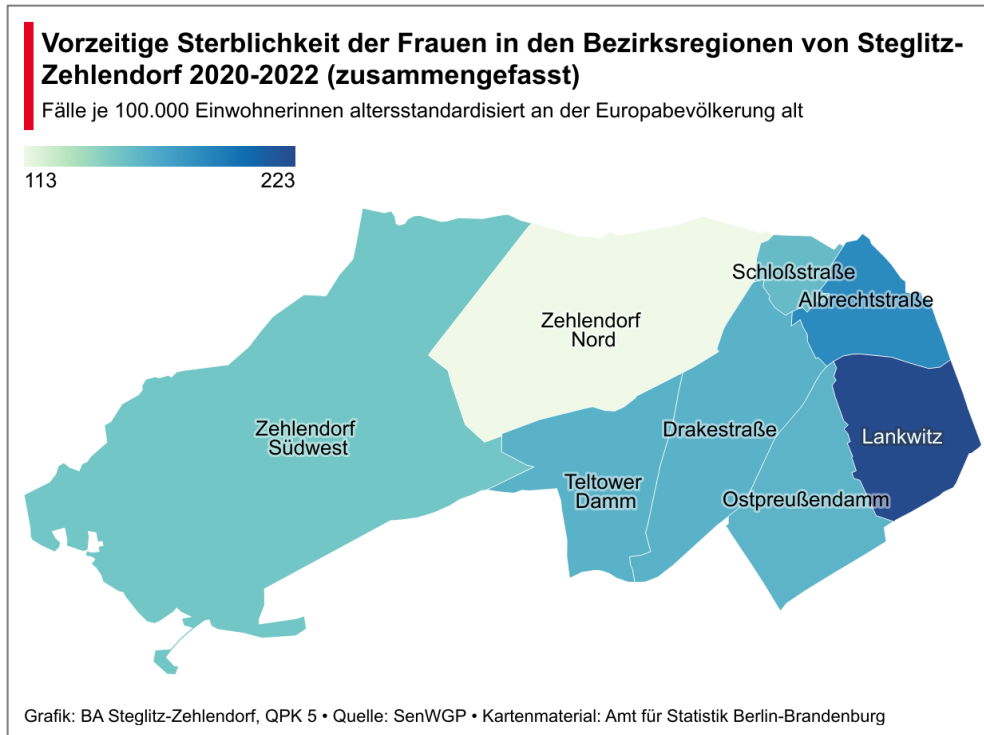 Vorzeitige Sterblichkeit der Frauen in den Bezirksregionen von Steglitz-
Zehlendorf 2020-2022 (zusammengefasst)
Fälle je 100.000 Einwohnerinnen altersstandardisiert an der Europabevölkerung alt
113
223
Schloßstraße
Albrechtstraße
Zehlendorf
Nord
Zehlendorf
Südwest
Drakestraße
Lankwitz
Teltower
Damm
Ostpreußendamm
Grafik: BA Steglitz-Zehlendorf, QPK 5 • Quelle: SenWGP • Kartenmaterial: Amt für Statistik Berlin-Brandenburg